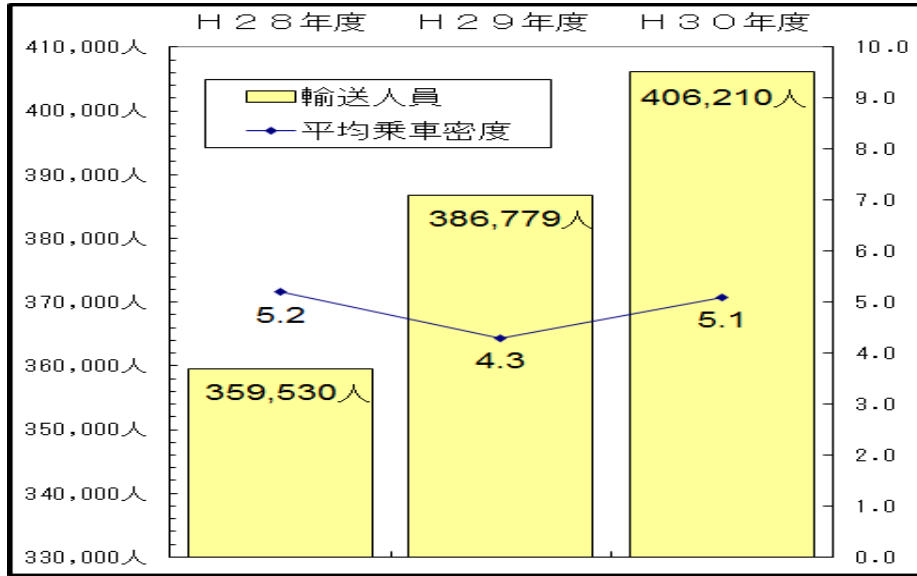 Ｈ２８年度 Ｈ２９年度 Ｈ３０年度
410,000人
400,000人
390,000人
380,000人
370,000人
360,000人
350,000人
340,000人
330,000人
輸送人員
平均乗車密度
359,530人
386,779人
406,210人
5.2
4.3
5.1
10.0
9.0
8.0
7.0
6.0
5.0
4.0
3.0
2.0
1.0
0.0